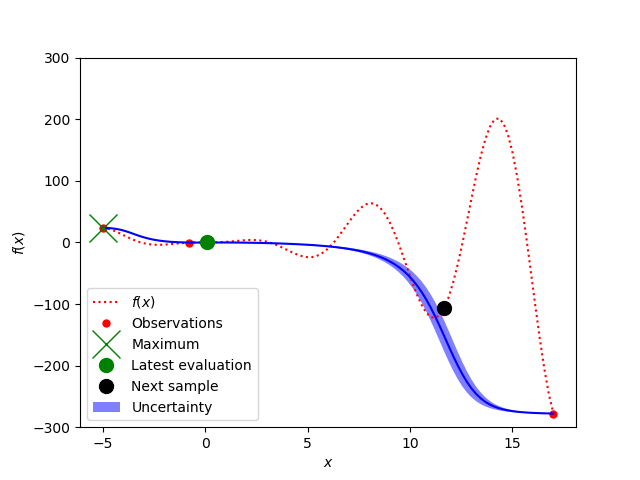 300
200
100
0
−100
−200
−300
f(x)
−5
0
5
10
15
x
f(x)
Observations
Maximum
Latest evaluation
Next sample
Uncertainty